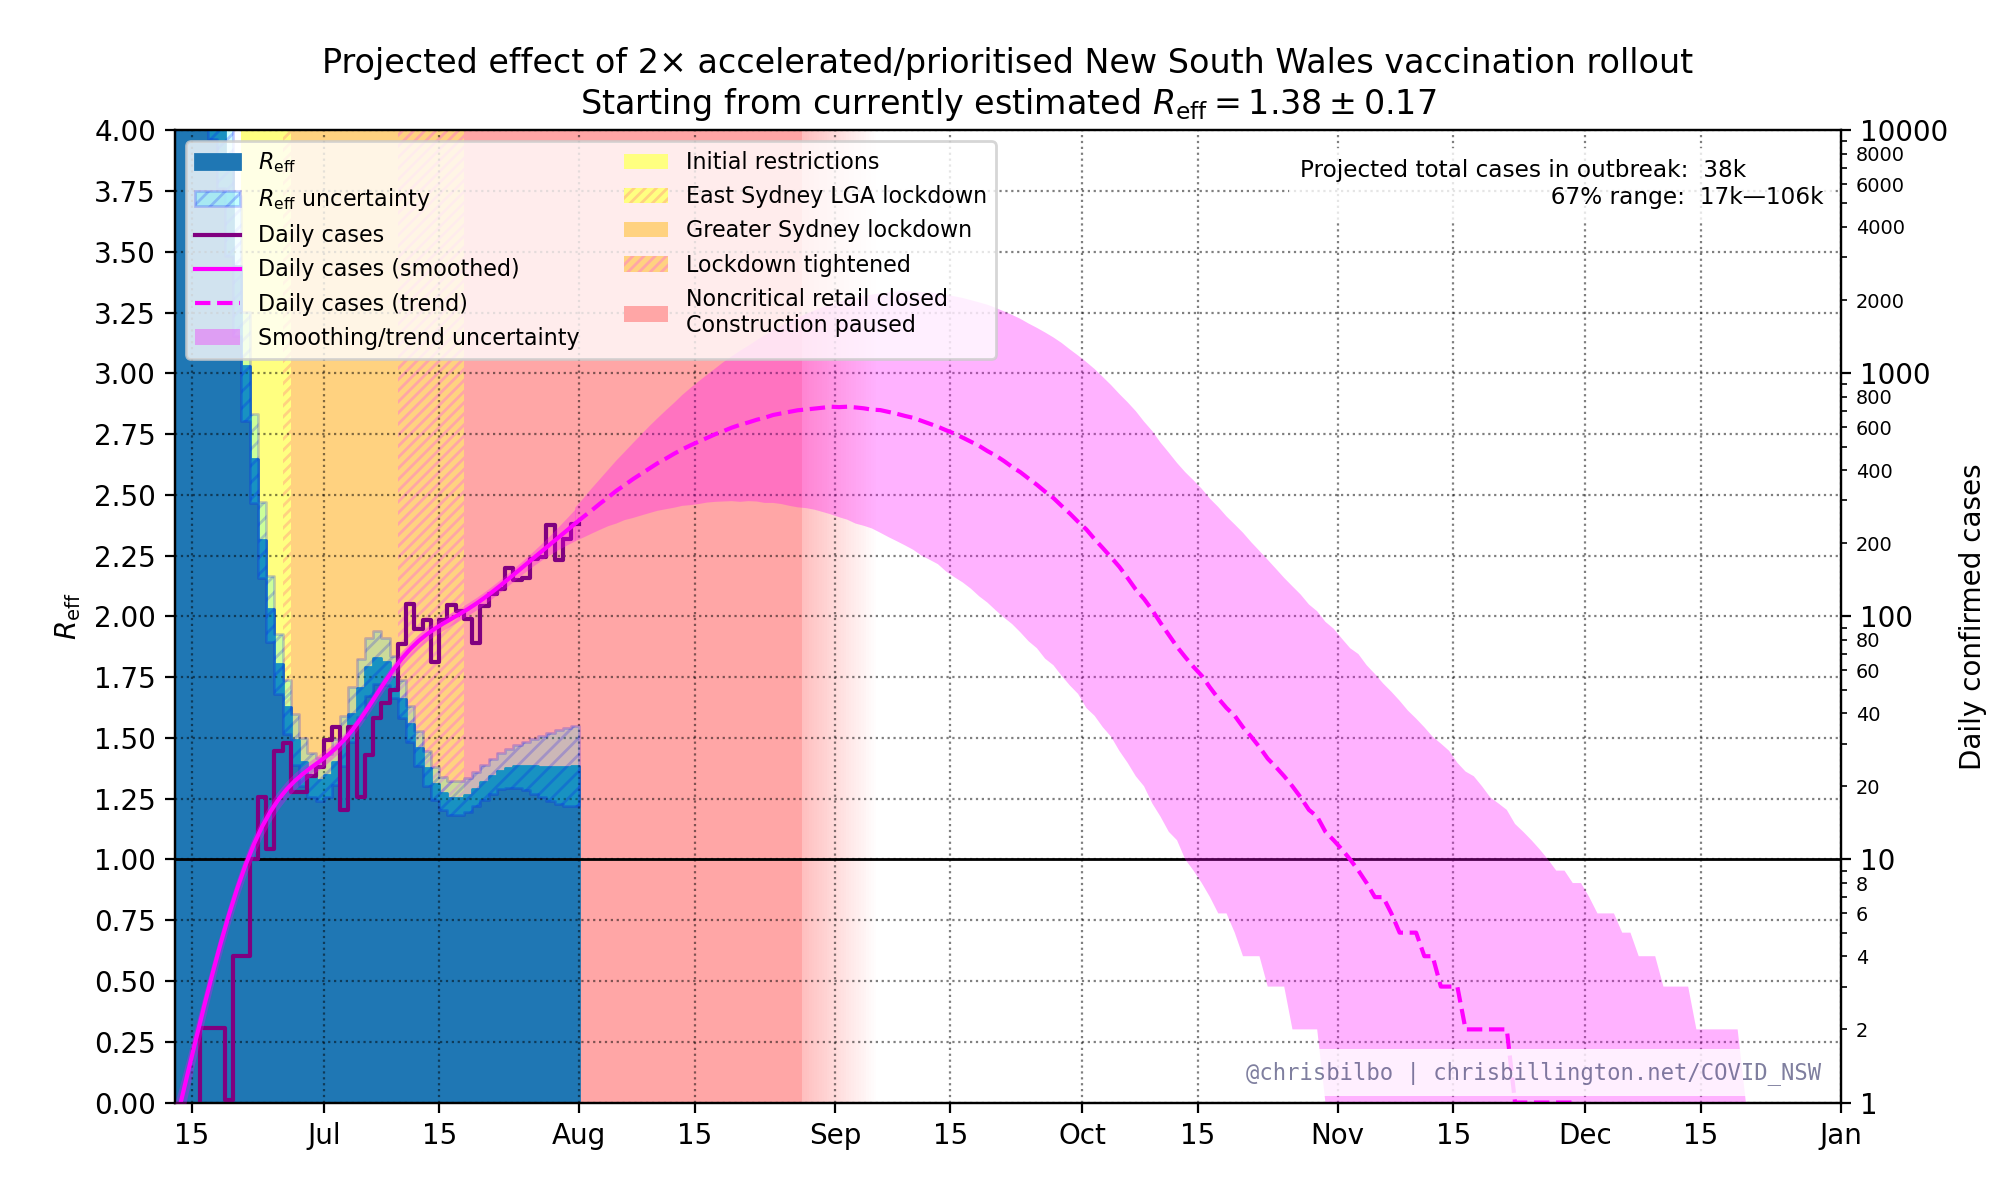 Projected effect of 2× accelerated/prioritised New South Wales vaccination rollout
Starting from currently estimated Reff = 1.38 ± 0.17
Reff
Reff uncertainty
Daily cases
Daily cases (smoothed)
Daily cases (trend)
Smoothing/trend uncertainty
Initial restrictions
East Sydney LGA lockdown
Greater Sydney lockdown
Lockdown tightened
Noncritical retail closed
Construction paused
Projected total cases in outbreak: 38k
67% range: 17k—106k
4.00
3.75
3.50
3.25
3.00
2.75
2.50
2.25
2.00
1.75
1.50
1.25
1.00
0.75
0.50
0.25
0.00
Reff
10000
8000
6000
4000
2000
1000
800
600
400
200
100
80
60
40
20
10
8
6
4
2
1
Daily confirmed cases
@chrisbilbo | chrisbillington.net/COVID_NSW
15 Jul 15 Aug 15 Sep 15 Oct 15 Nov 15 Dec 15 Jan